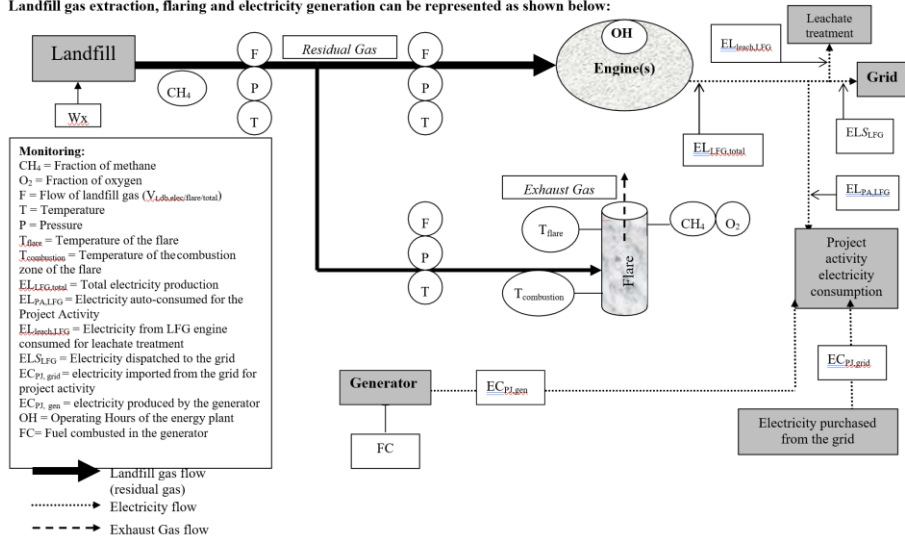 Landfill gas extraction, flaring and electricity generation can be represented as shown below:
Landfill
Wx
CH₄
F
P
T
Residual Gas
F
P
T
OH
Engine(s)
EL_leach,LFG
Leachate
treatment
Grid
EL_LFG,total
ELS_LFG
EL_PA,LFG
Monitoring:
CH₄ = Fraction of methane
O₂ = Fraction of oxygen
F = Flow of landfill gas (V_t,db,elec/flare/total)
T = Temperature
P = Pressure
T_flare = Temperature of the flare
T_combustion = Temperature of the combustion
zone of the flare
EL_LFG,total = Total electricity production
EL_PA,LFG = Electricity auto-consumed for the
Project Activity
EL_leach,LFG = Electricity from LFG engine
consumed for leachate treatment
ELS_LFG = Electricity dispatched to the grid
EC_PJ, grid = electricity imported from the grid for
project activity
EC_PJ, gen = electricity produced by the generator
OH = Operating Hours of the energy plant
FC= Fuel combusted in the generator
F
P
T
Exhaust Gas
T_flare
T_combustion
Flare
CH₄
O₂
Project
activity
electricity
consumption
Generator
EC_PJ,gen
FC
EC_PJ,grid
Electricity purchased
from the grid
Landfill gas flow
(residual gas)
Electricity flow
Exhaust Gas flow